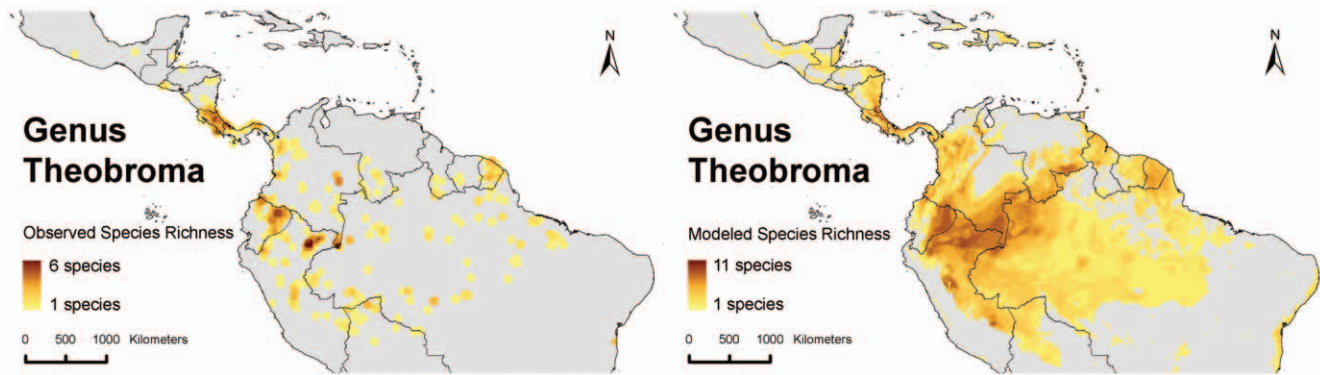 N
Genus
Theobroma
Observed Species Richness
6 species
1 species
0 500 1000 Kilometers
N
Genus
Theobroma
Modeled Species Richness
11 species
1 species
0 500 1000 Kilometers